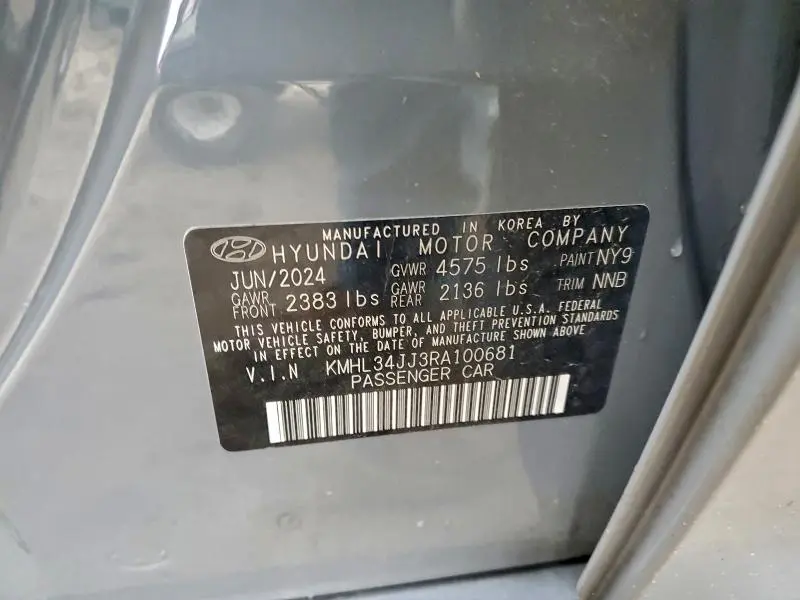 MANUFACTURED IN KOREA BY
HYUNDAI MOTOR COMPANY
JUN/2024 GVWR 4575 lbs PAINT NY9
GAWR FRONT 2383 lbs GAWR REAR 2136 lbs TRIM NNB
THIS VEHICLE CONFORMS TO ALL APPLICABLE U.S.A. FEDERAL
MOTOR VEHICLE SAFETY, BUMPER, AND THEFT PREVENTION STANDARDS
IN EFFECT ON THE DATE OF MANUFACTURE SHOWN ABOVE
V.I.N KMHL34JJ3RA100681
PASSENGER CAR